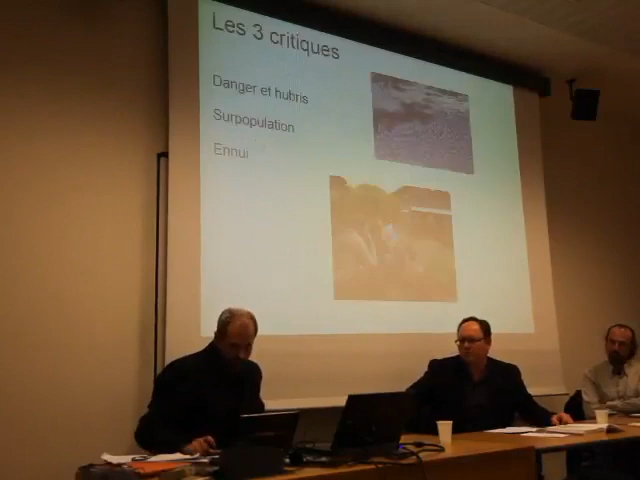 Les 3 critiques
Danger et hubris
Surpopulation
Ennui